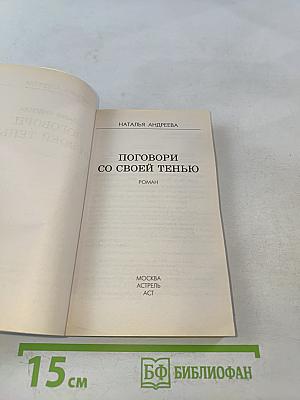 НАТАЛЬЯ АНДРЕЕВА
ПОГОВОРИ
СО СВОЕЙ ТЕНЬЮ
РОМАН
МОСКВА
АСТРЕЛЬ
АСТ
15 см
БФ БИБЛИОФАН